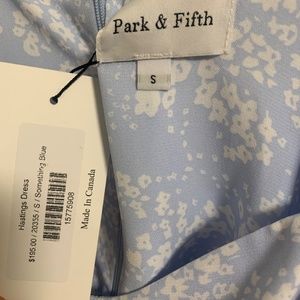 Park & Fifth
S
Hastings Dress
$195.00 / 20335 / S / Something Blue
15775908
Made In Canada